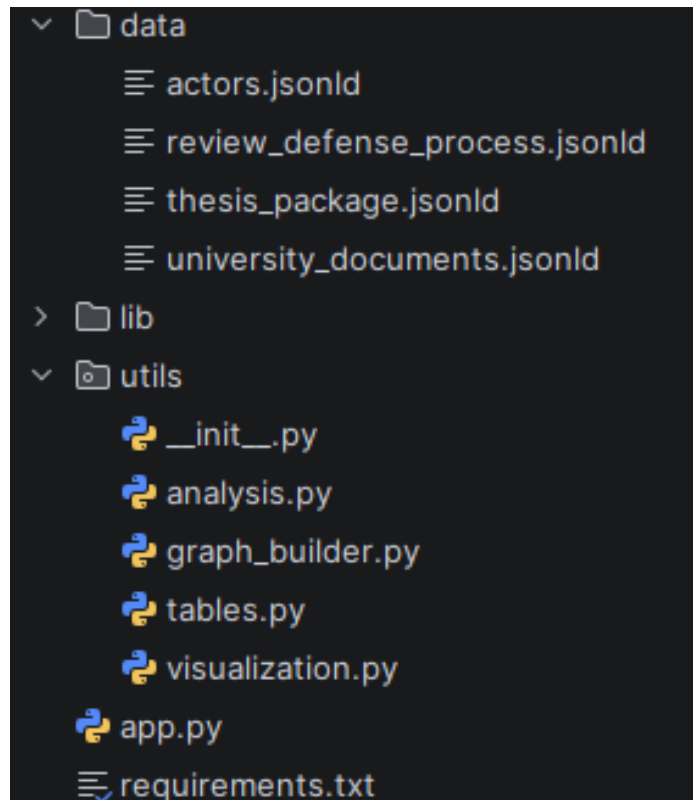 data
actors.jsonld
review_defense_process.jsonld
thesis_package.jsonld
university_documents.jsonld
lib
utils
__init__.py
analysis.py
graph_builder.py
tables.py
visualization.py
app.py
requirements.txt